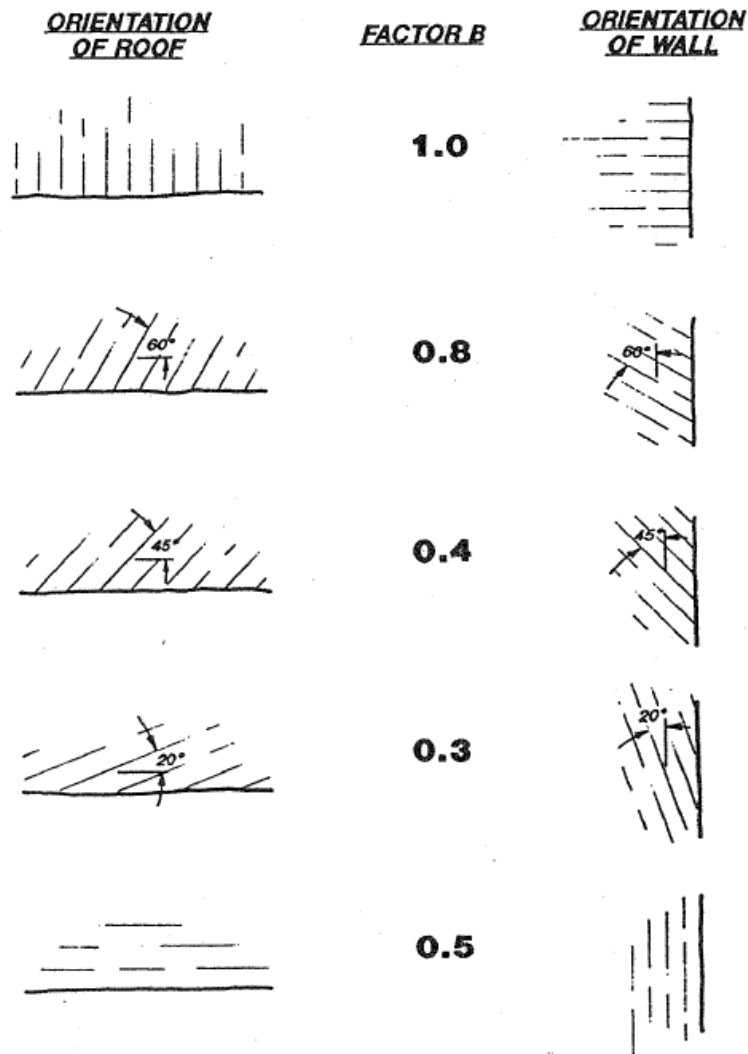 ORIENTATION
OF ROOF
FACTOR B
ORIENTATION
OF WALL
1.0
60°
0.8
60°
45°
0.4
45°
20°
0.3
20°
0.5